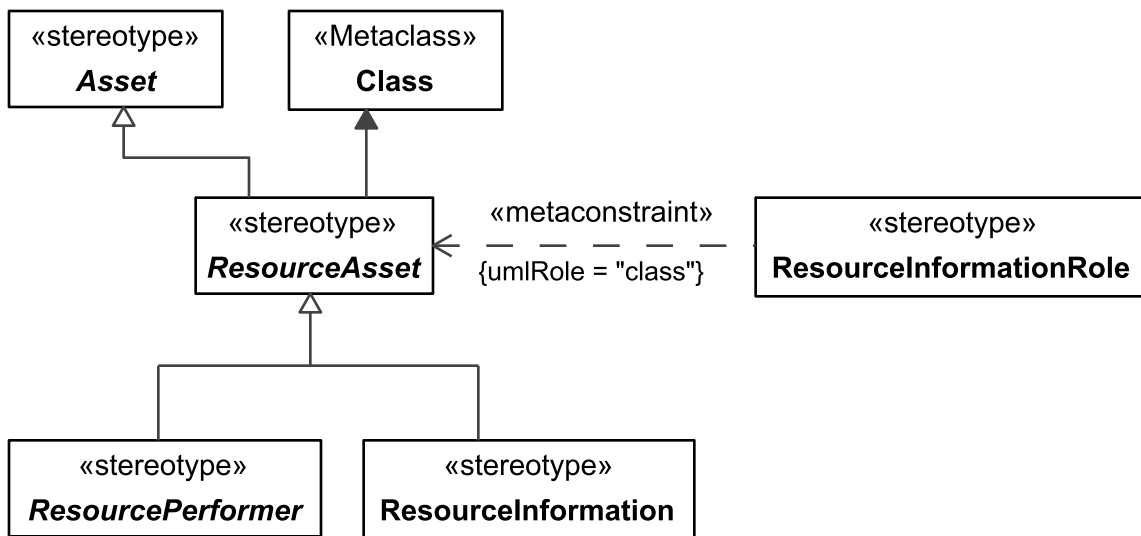 «stereotype»
Asset
«Metaclass»
Class
«stereotype»
ResourceAsset
«metaconstraint»
{umlRole = "class"}
«stereotype»
ResourceInformationRole
«stereotype»
ResourcePerformer
«stereotype»
ResourceInformation